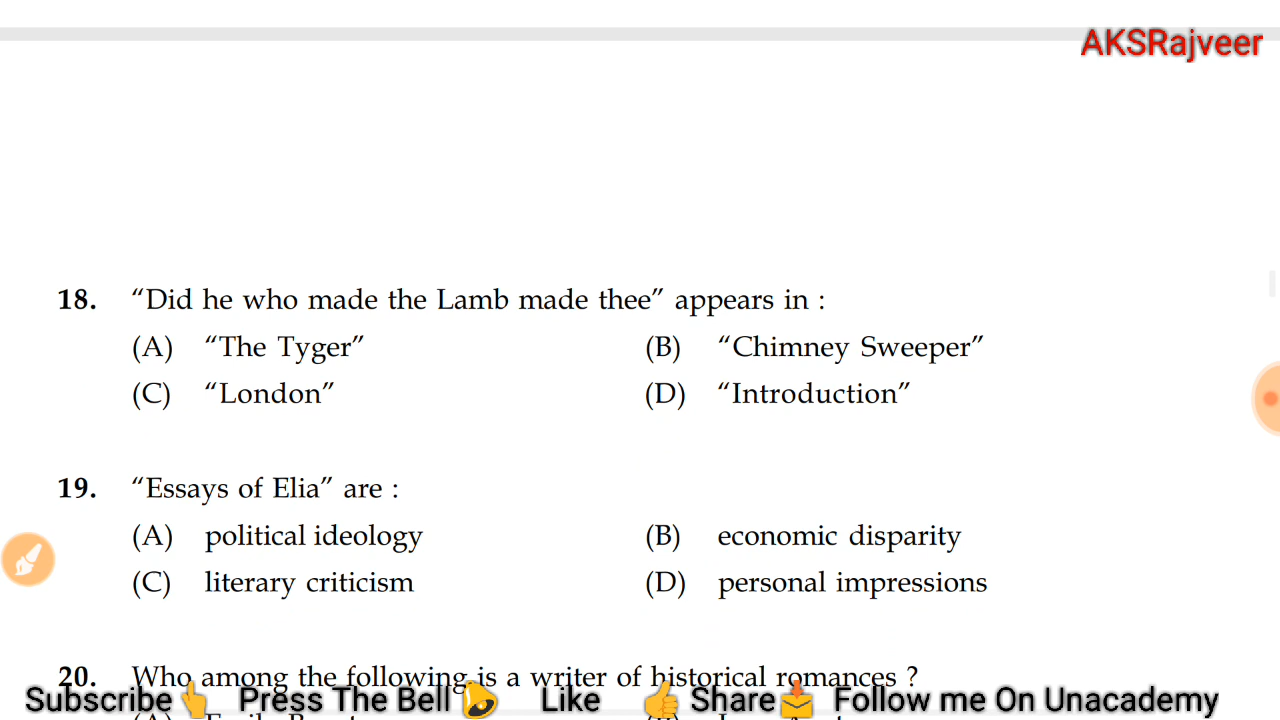 AKSRajveer
18. “Did he who made the Lamb made thee” appears in :
(A) “The Tyger” (B) “Chimney Sweeper”
(C) “London” (D) “Introduction”
19. “Essays of Elia” are :
(A) political ideology (B) economic disparity
(C) literary criticism (D) personal impressions
20. Who among the following is a writer of historical romances ?
Subscribe Press The Bell Like Share Follow me On Unacademy